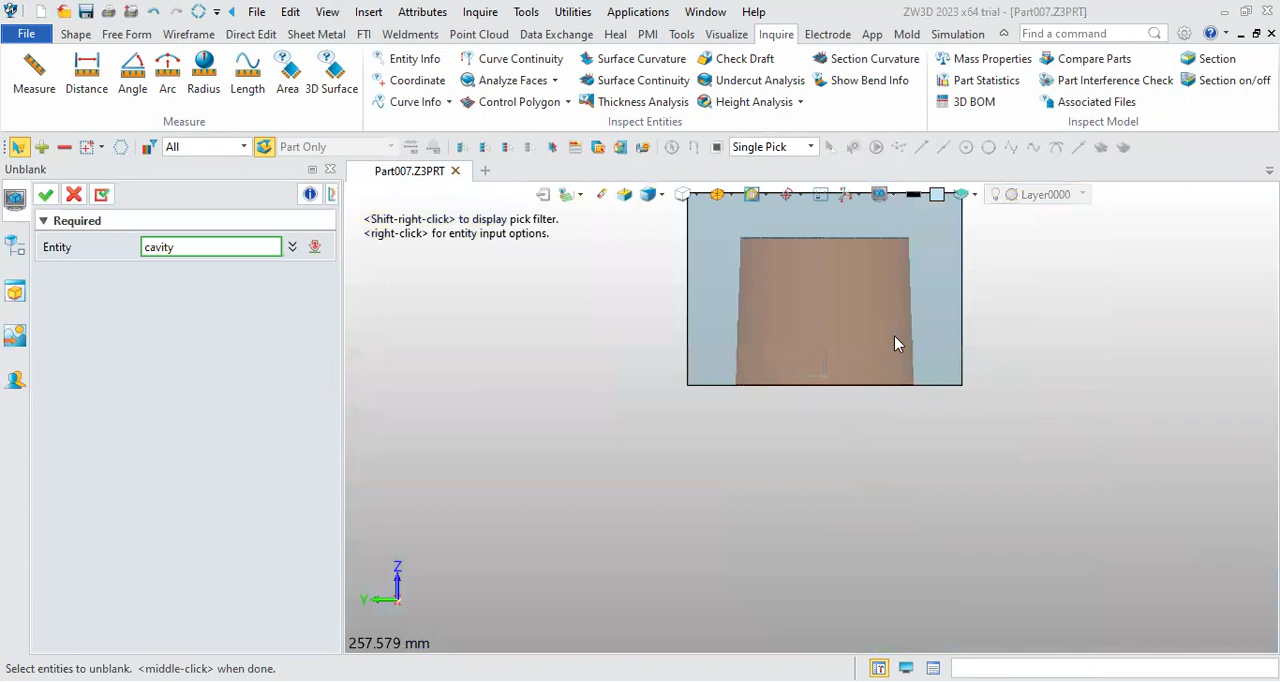 File Edit View Insert Attributes Inquire Tools Utilities Applications Window Help ZW3D 2023 x64 trial - [Part007.Z3PRT]
File Shape Free Form Wireframe Direct Edit Sheet Metal FTI Weldments Point Cloud Data Exchange Heal PMI Tools Visualize Inquire Electrode App Mold Simulation Find a command
Entity Info Curve Continuity Surface Curvature Check Draft Section Curvature Mass Properties Compare Parts Section
Measure Distance Angle Arc Radius Length Area 3D Surface Coordinate Analyze Faces Surface Continuity Undercut Analysis Show Bend Info Part Statistics Part Interference Check Section on/off
Curve Info Control Polygon Thickness Analysis Height Analysis 3D BOM Associated Files
Measure Inspect Entities Inspect Model
All Part Only Single Pick
Unblank Part007.Z3PRT
Layer0000
Required <Shift-right-click> to display pick filter.
<right-click> for entity input options.
Entity cavity
Z
Y
257.579 mm
Select entities to unblank. <middle-click> when done.